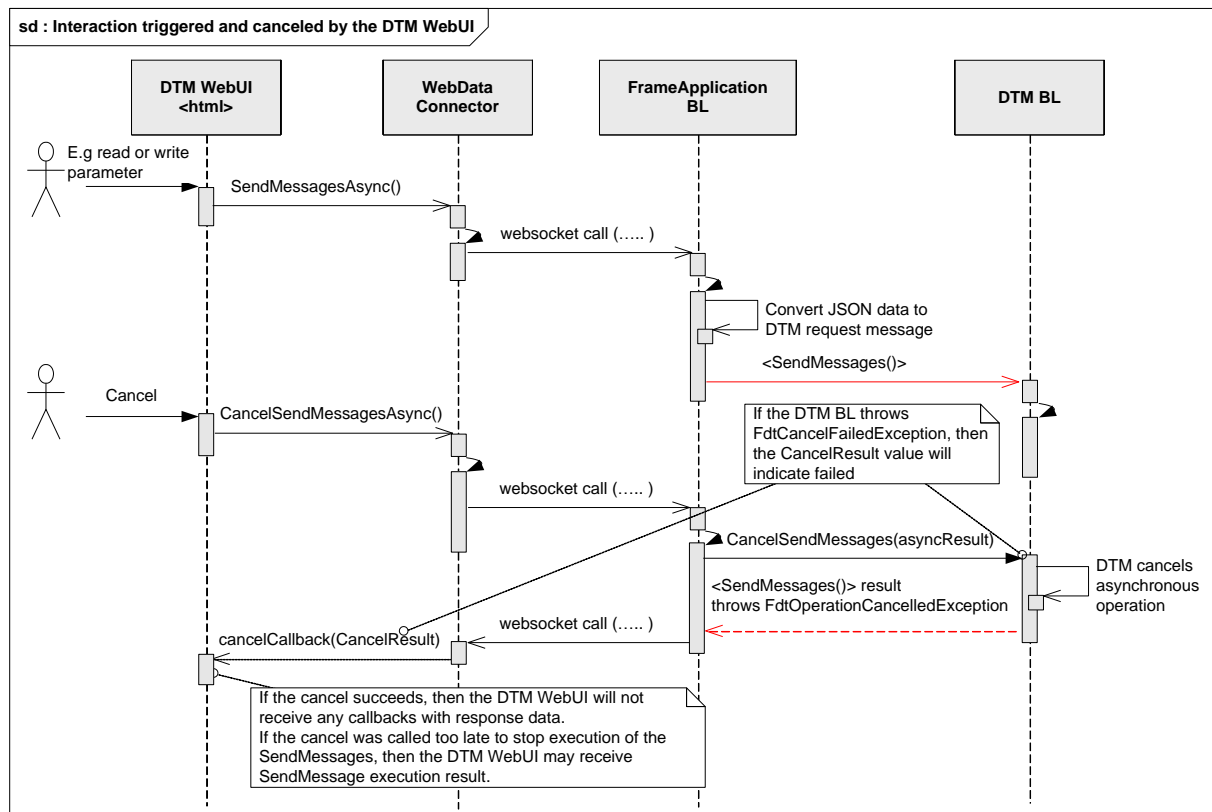 sd : Interaction triggered and canceled by the DTM WebUI
DTM WebUI
<html>
WebData
Connector
FrameApplication
BL
DTM BL
E.g read or write
parameter
SendMessagesAsync()
websocket call (….. )
Convert JSON data to
DTM request message
<SendMessages()>
Cancel
CancelSendMessagesAsync()
If the DTM BL throws
FdtCancelFailedException, then
the CancelResult value will
indicate failed
websocket call (….. )
CancelSendMessages(asyncResult)
DTM cancels
asynchronous
operation
<SendMessages()> result
throws FdtOperationCancelledException
websocket call (….. )
cancelCallback(CancelResult)
If the cancel succeeds, then the DTM WebUI will not
receive any callbacks with response data.
If the cancel was called too late to stop execution of the
SendMessages, then the DTM WebUI may receive
SendMessage execution result.